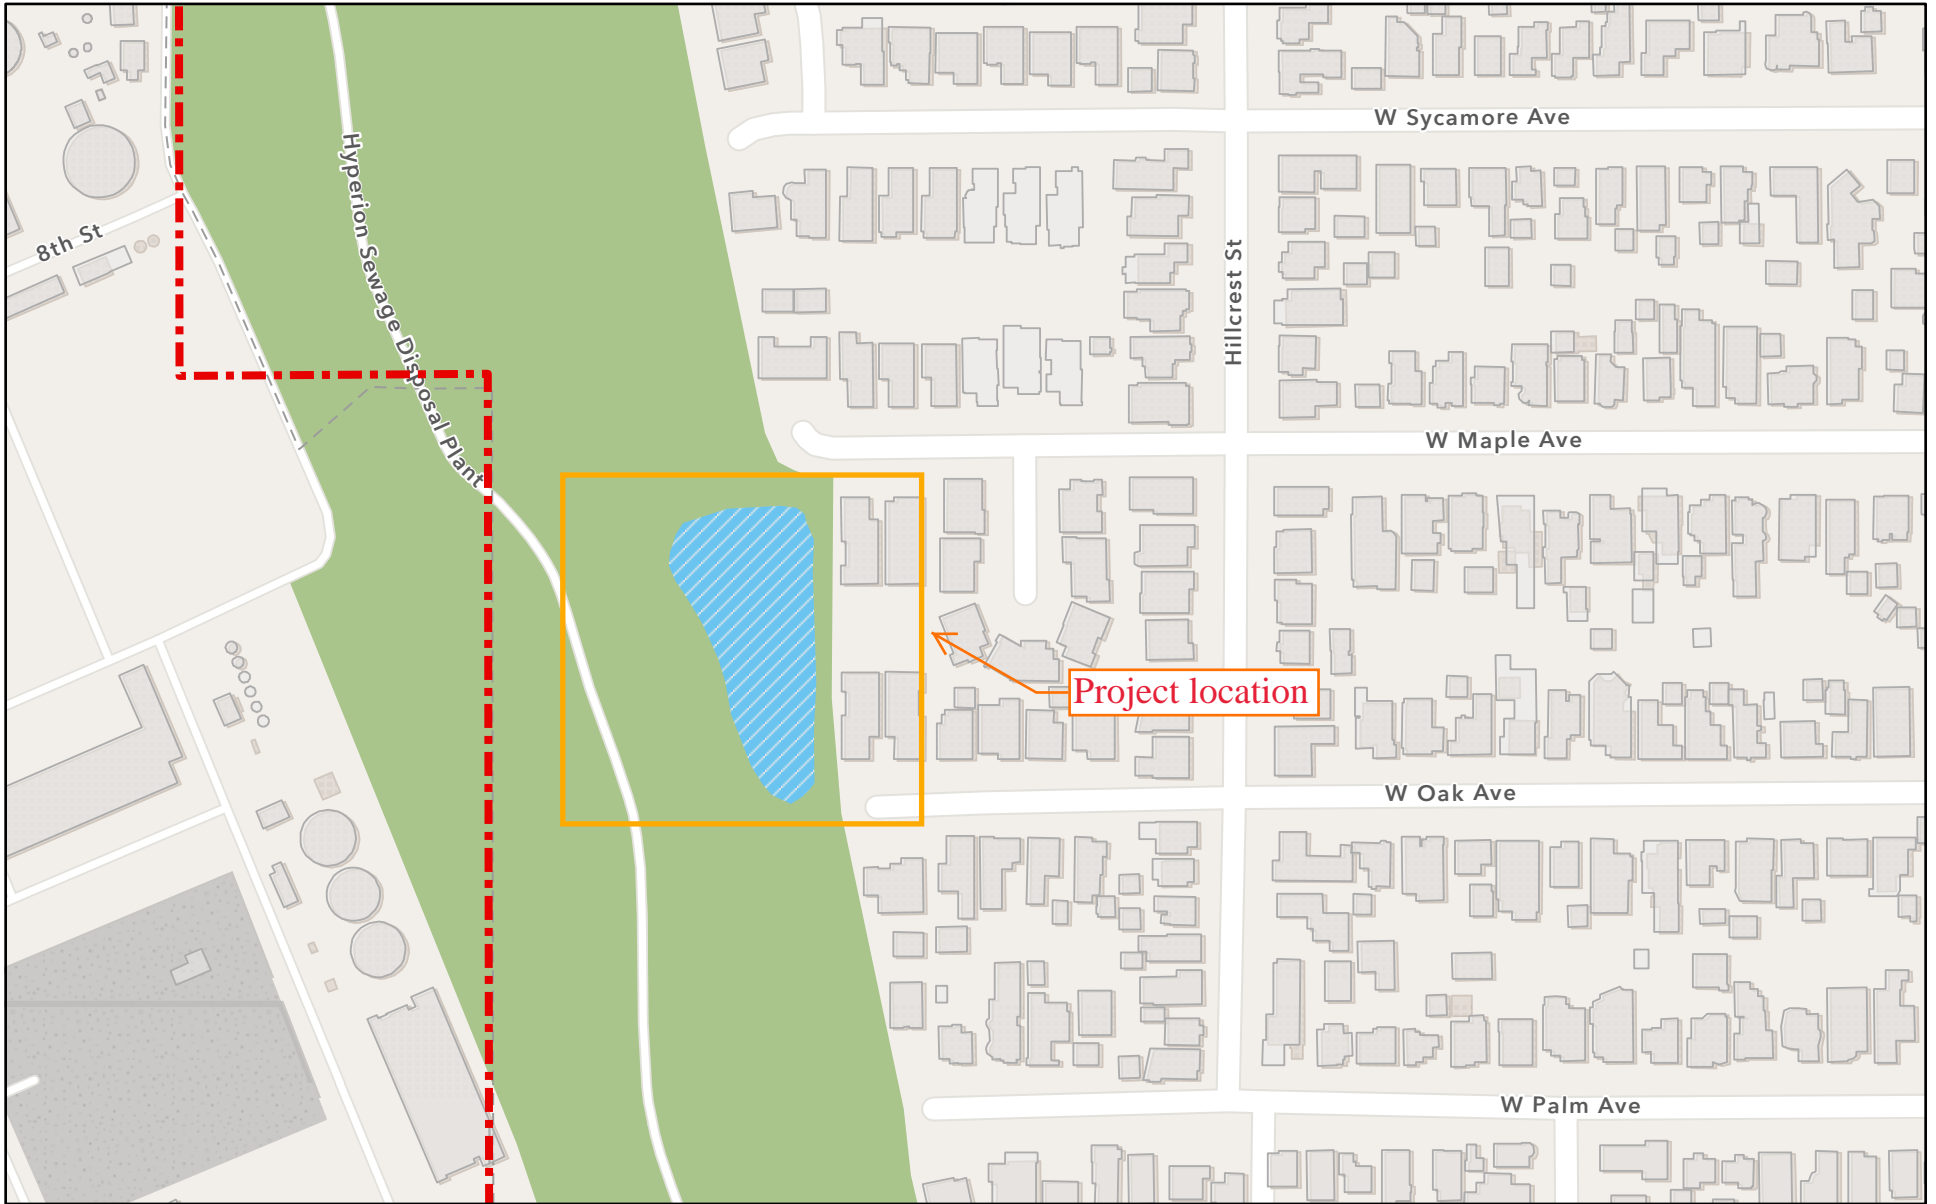 W Sycamore Ave
Hyperion Sewage Disposal Plant
8th St
Hillcrest St
W Maple Ave
Project location
W Oak Ave
W Palm Ave